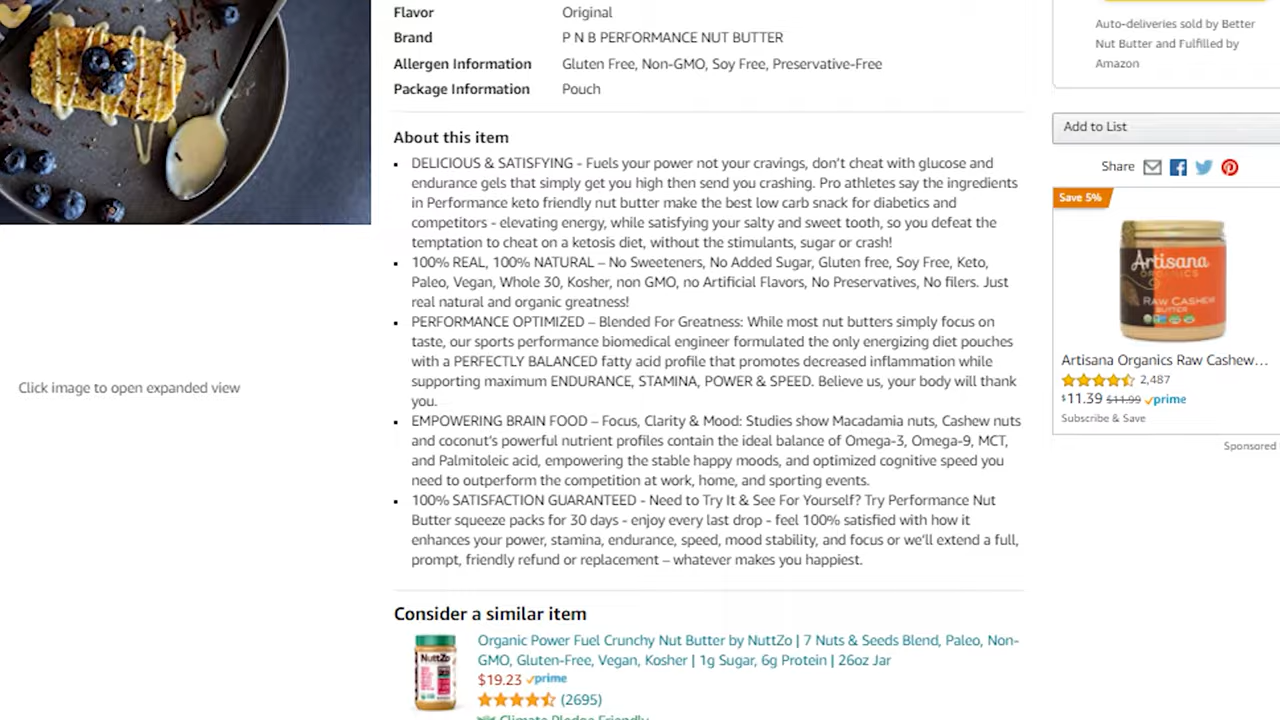 Flavor Original
Brand P N B PERFORMANCE NUT BUTTER
Allergen Information Gluten Free, Non-GMO, Soy Free, Preservative-Free
Package Information Pouch
About this item
DELICIOUS & SATISFYING - Fuels your power not your cravings, don't cheat with glucose and
endurance gels that simply get you high then send you crashing. Pro athletes say the ingredients
in Performance keto friendly nut butter make the best low carb snack for diabetics and
competitors - elevating energy, while satisfying your salty and sweet tooth, so you defeat the
temptation to cheat on a ketosis diet, without the stimulants, sugar or crash!
100% REAL, 100% NATURAL – No Sweeteners, No Added Sugar, Gluten free, Soy Free, Keto,
Paleo, Vegan, Whole 30, Kosher, non GMO, no Artificial Flavors, No Preservatives, No filers. Just
real natural and organic greatness!
PERFORMANCE OPTIMIZED – Blended For Greatness: While most nut butters simply focus on
taste, our sports performance biomedical engineer formulated the only energizing diet pouches
with a PERFECTLY BALANCED fatty acid profile that promotes decreased inflammation while
supporting maximum ENDURANCE, STAMINA, POWER & SPEED. Believe us, your body will thank
you.
EMPOWERING BRAIN FOOD – Focus, Clarity & Mood: Studies show Macadamia nuts, Cashew nuts
and coconut's powerful nutrient profiles contain the ideal balance of Omega-3, Omega-9, MCT,
and Palmitoleic acid, empowering the stable happy moods, and optimized cognitive speed you
need to outperform the competition at work, home, and sporting events.
100% SATISFACTION GUARANTEED - Need to Try It & See For Yourself? Try Performance Nut
Butter squeeze packs for 30 days - enjoy every last drop - feel 100% satisfied with how it
enhances your power, stamina, endurance, speed, mood stability, and focus or we'll extend a full,
prompt, friendly refund or replacement – whatever makes you happiest.
Consider a similar item
NuttZo
Organic Power Fuel Crunchy Nut Butter by NuttZo | 7 Nuts & Seeds Blend, Paleo, Non-
GMO, Gluten-Free, Vegan, Kosher | 1g Sugar, 6g Protein | 26oz Jar
$19.23 prime
(2695)
Climate Pledge Friendly
Click image to open expanded view
Auto-deliveries sold by Better
Nut Butter and Fulfilled by
Amazon
Add to List
Share
Save 5%
Artisana
ORGANICS
RAW CASHEW
BUTTER
Artisana Organics Raw Cashew…
2,487
$11.39 $11.99 prime
Subscribe & Save
Sponsored